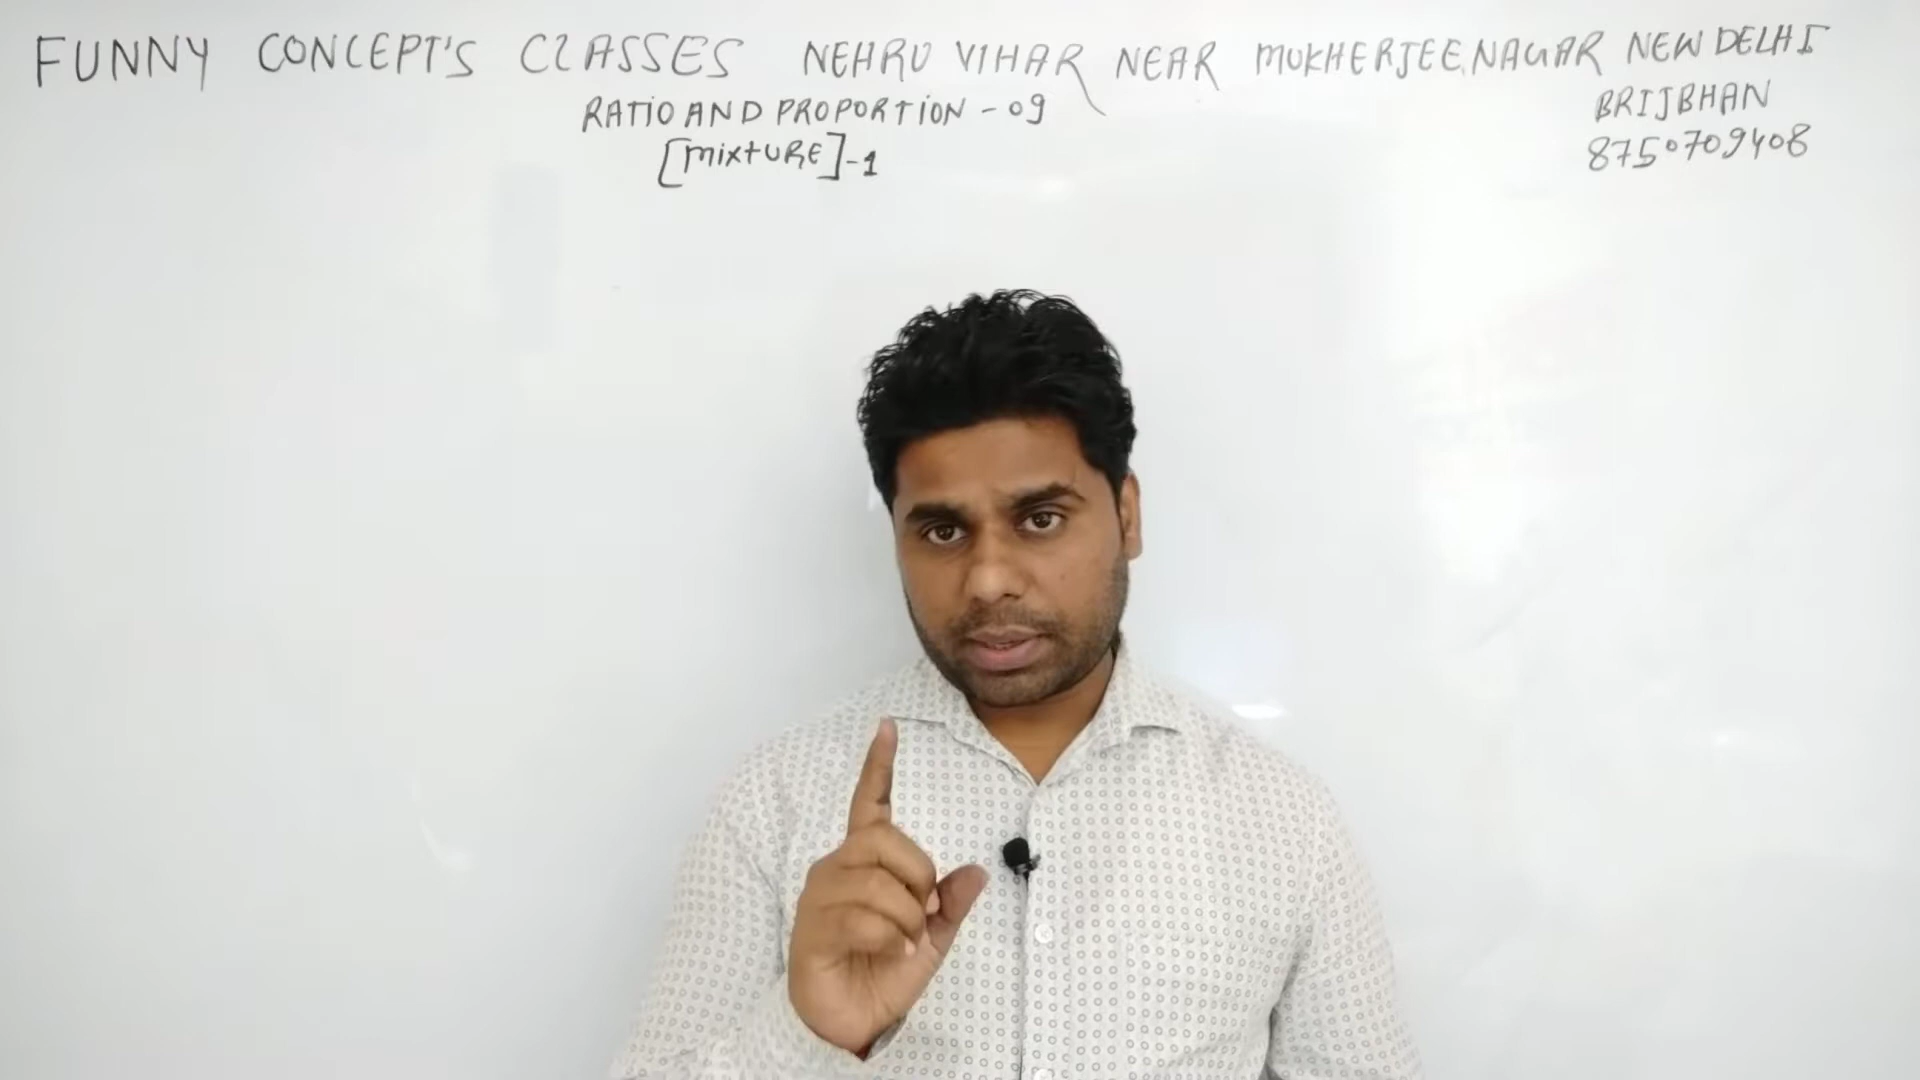 FUNNY CONCEPT'S CLASSES NEHRU VIHAR NEAR MUKHERJEE NAGAR NEW DELHI
RATIO AND PROPORTION - 09
[MIXTURE]-1
BRIJBHAN
8750709408